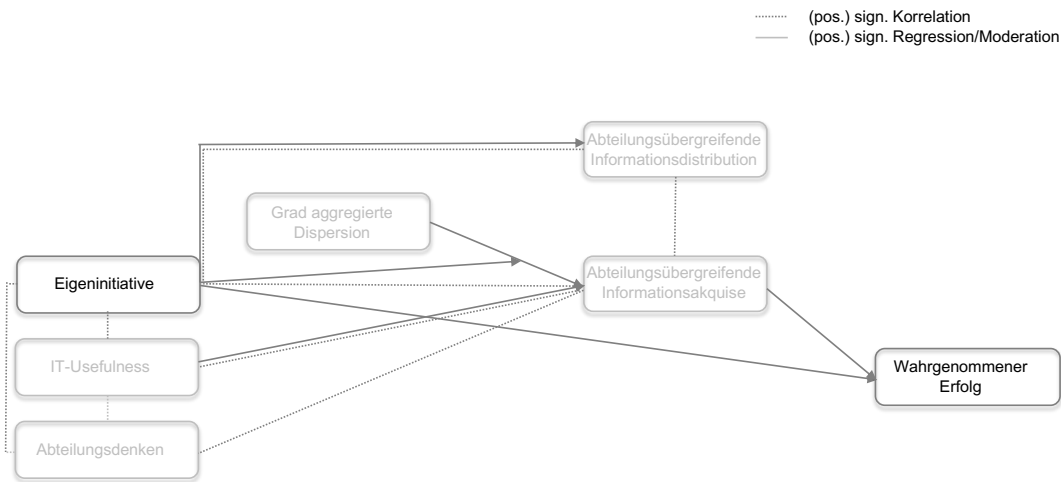 (pos.) sign. Korrelation
(pos.) sign. Regression/Moderation
Abteilungsübergreifende
Informationsdistribution
Grad aggregierte
Dispersion
Eigeninitiative
Abteilungsübergreifende
Informationsakquise
IT-Usefulness
Wahrgenommener
Erfolg
Abteilungsdenken